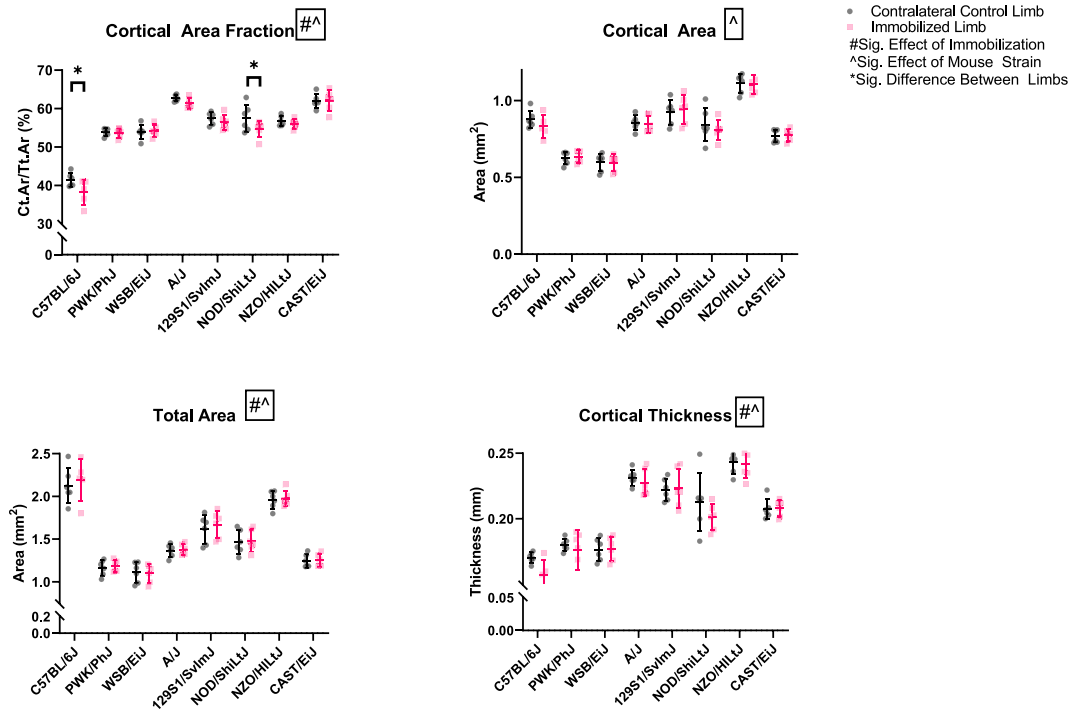 Cortical Area Fraction #^
Cortical Area ^
Contralateral Control Limb
Immobilized Limb
#Sig. Effect of Immobilization
^Sig. Effect of Mouse Strain
*Sig. Difference Between Limbs
Ct.Ar/Tt.Ar (%)
70
60
50
40
30
0
* *
C57BL/6J
PWK/PhJ
WSB/EiJ
A/J
129S1/SvlmJ
NOD/ShiLtJ
NZO/HlLtJ
CAST/EiJ
Area (mm²)
1.0
0.5
0.0
C57BL/6J
PWK/PhJ
WSB/EiJ
A/J
129S1/SvlmJ
NOD/ShiLtJ
NZO/HlLtJ
CAST/EiJ
Total Area #^
Area (mm²)
2.5
2.0
1.5
1.0
0.2
0.0
C57BL/6J
PWK/PhJ
WSB/EiJ
A/J
129S1/SvlmJ
NOD/ShiLtJ
NZO/HlLtJ
CAST/EiJ
Cortical Thickness #^
Thickness (mm)
0.25
0.20
0.05
0.00
C57BL/6J
PWK/PhJ
WSB/EiJ
A/J
129S1/SvlmJ
NOD/ShiLtJ
NZO/HlLtJ
CAST/EiJ